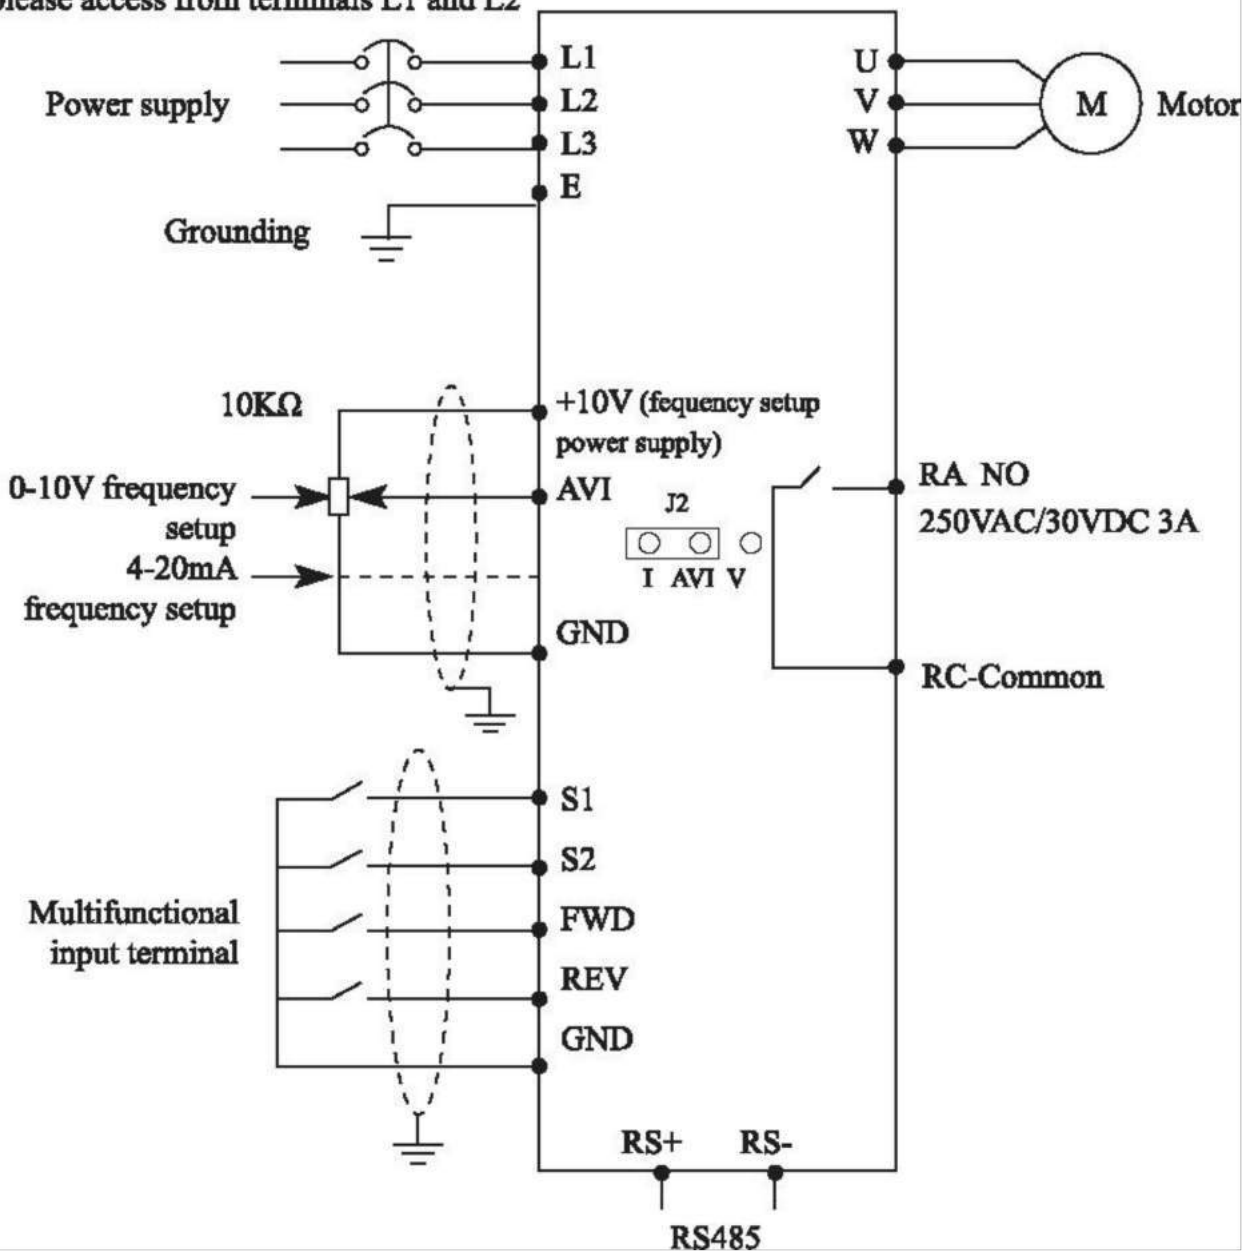 please access from terminals L1 and L2
L1
L2
L3
E
Power supply
Grounding
U
V
W
M
Motor
10KΩ
+10V (fequency setup
power supply)
0-10V frequency
setup
AVI
4-20mA
frequency setup
GND
J2
I AVI V
RA NO
250VAC/30VDC 3A
RC-Common
Multifunctional
input terminal
S1
S2
FWD
REV
GND
RS+ RS-
RS485